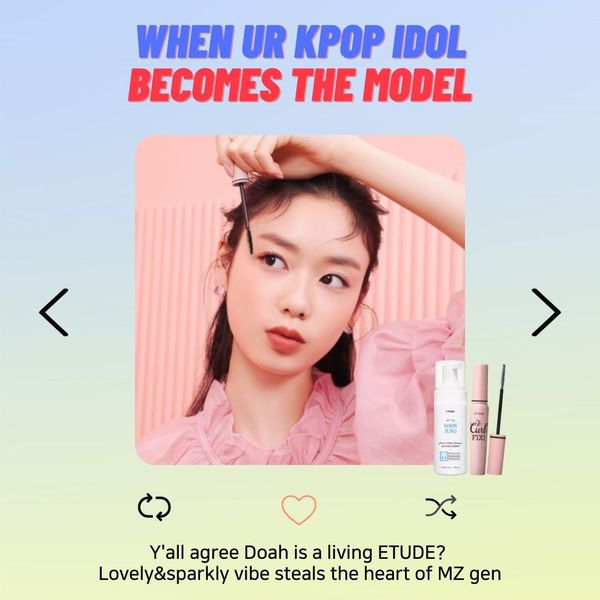 WHEN UR KPOP IDOL
BECOMES THE MODEL
SOON
JUNG
Curl
FIX
Y'all agree Doah is a living ETUDE?
Lovely&sparkly vibe steals the heart of MZ gen